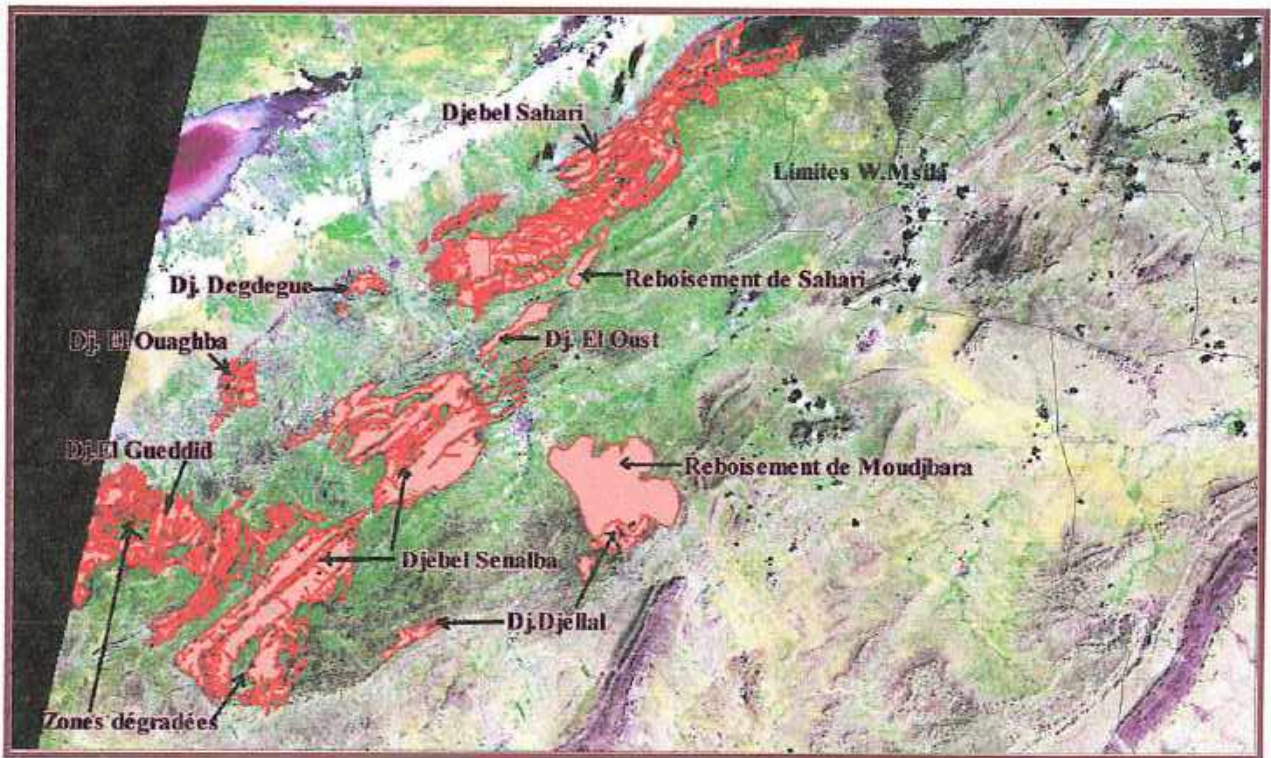 Djebel Sahari
Limites W.Msila
Reboisement de Sahari
Dj. Degdegue
Dj. El Ouaghba
Dj. El Oust
Dj.El Gueddid
Reboisement de Moudjbara
Djebel Senalba
Dj.Djellal
Zones dégradées